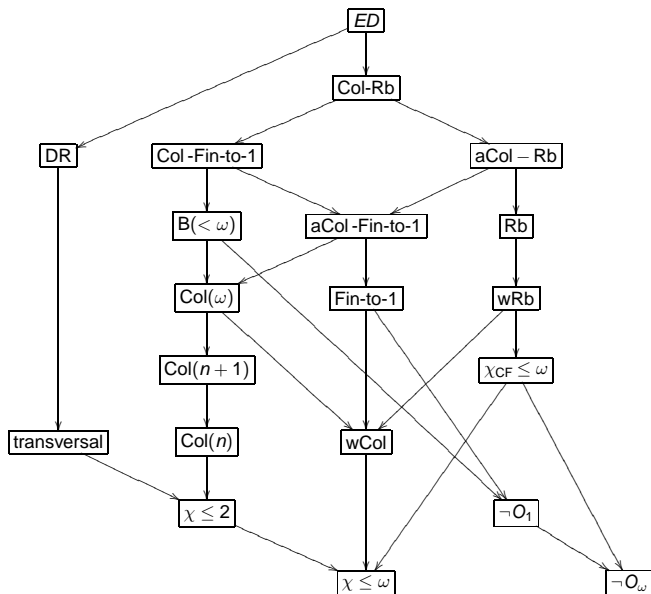 ED
Col-Rb
DR
Col-Fin-to-1
aCol – Rb
B(< ω)
aCol-Fin-to-1
Rb
Col(ω)
Fin-to-1
wRb
Col(n + 1)
χCF ≤ ω
transversal
Col(n)
wCol
χ ≤ 2
¬O1
χ ≤ ω
¬Oω